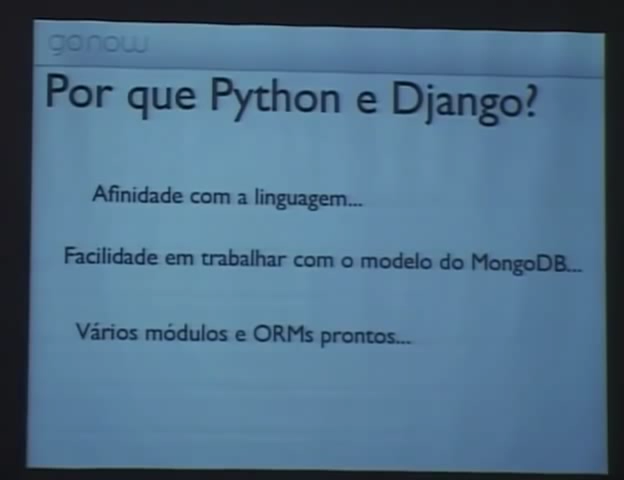 gonow
Por que Python e Django?
Afinidade com a linguagem...
Facilidade em trabalhar com o modelo do MongoDB...
Vários módulos e ORMs prontos...